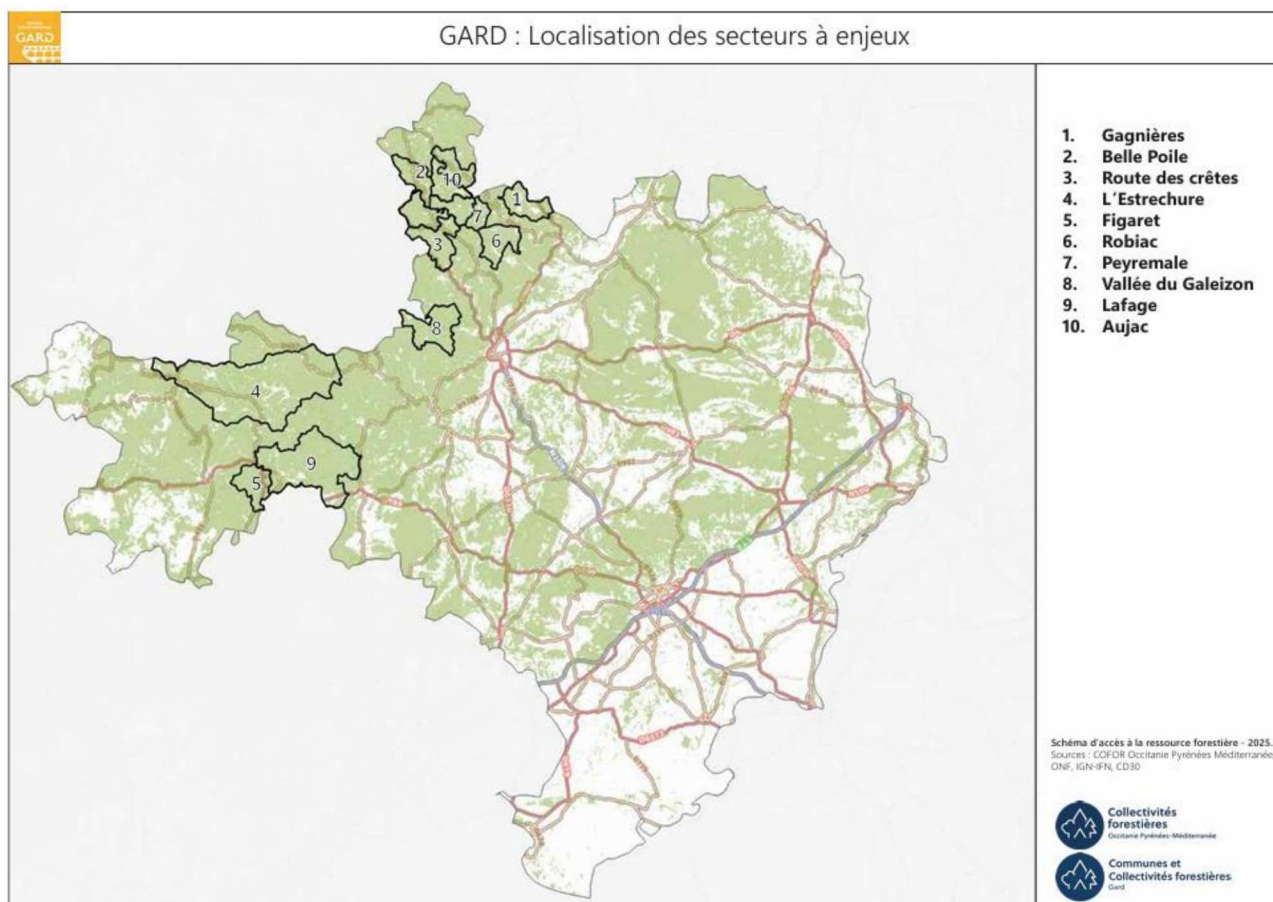 GARD
GARD : Localisation des secteurs à enjeux
1. Gagnières
2. Belle Poile
3. Route des crêtes
4. L'Estrechure
5. Figaret
6. Robiac
7. Peyremale
8. Vallée du Galeizon
9. Lafage
10. Aujac
2
10
1
7
3
6
8
4
9
5
Schéma d'accès à la ressource forestière - 2025.
Sources : COFOR Occitanie Pyrénées Méditerranée,
ONF, IGN-IFN, CD30
Collectivités
forestières
Occitanie Pyrénées-Méditerranée
Communes et
Collectivités forestières
Gard